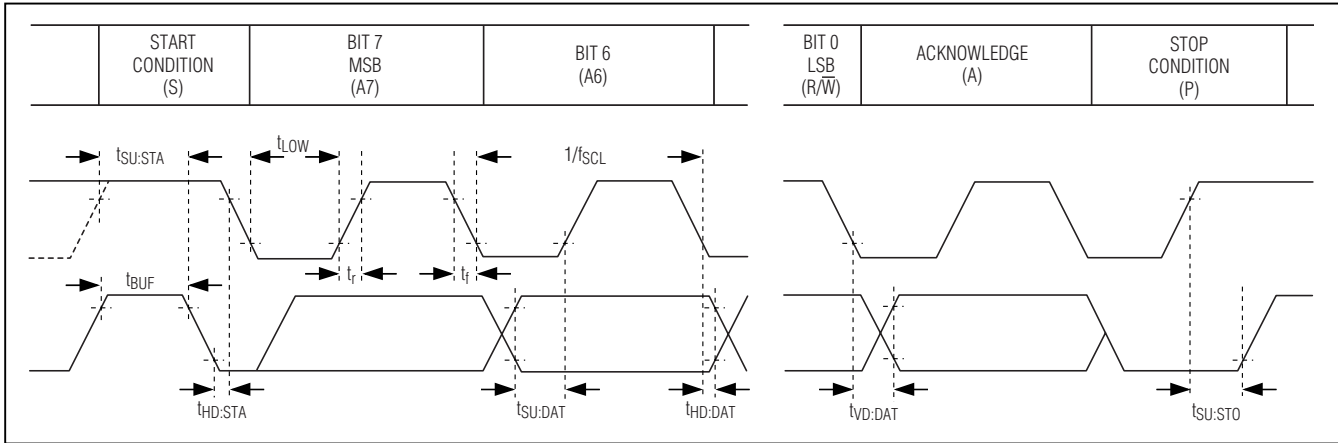 START
CONDITION
(S)
BIT 7
MSB
(A7)
BIT 6
(A6)
BIT 0
LSB
(R/W̅)
ACKNOWLEDGE
(A)
STOP
CONDITION
(P)
tSU:STA
tLOW
1/fSCL
tBUF
tr
tf
tHD:STA
tSU:DAT
tHD:DAT
tVD:DAT
tSU:STO